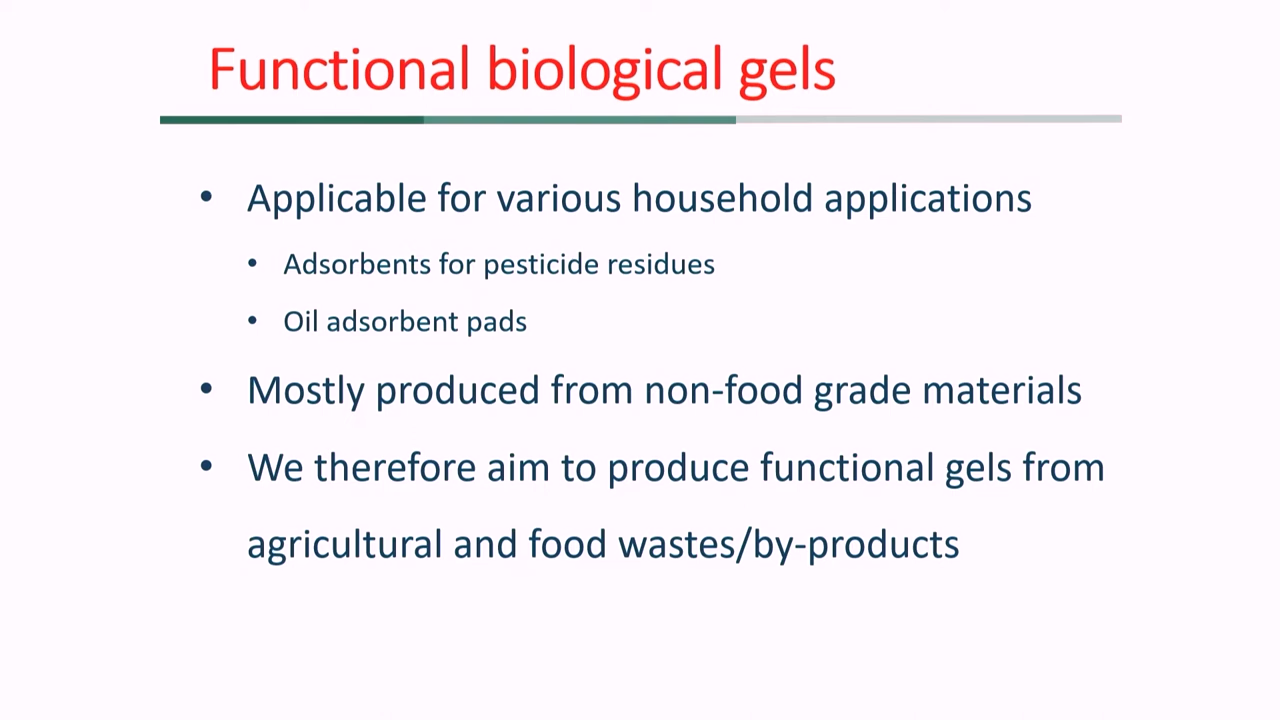 Functional biological gels
• Applicable for various household applications
• Adsorbents for pesticide residues
• Oil adsorbent pads
• Mostly produced from non-food grade materials
• We therefore aim to produce functional gels from
agricultural and food wastes/by-products